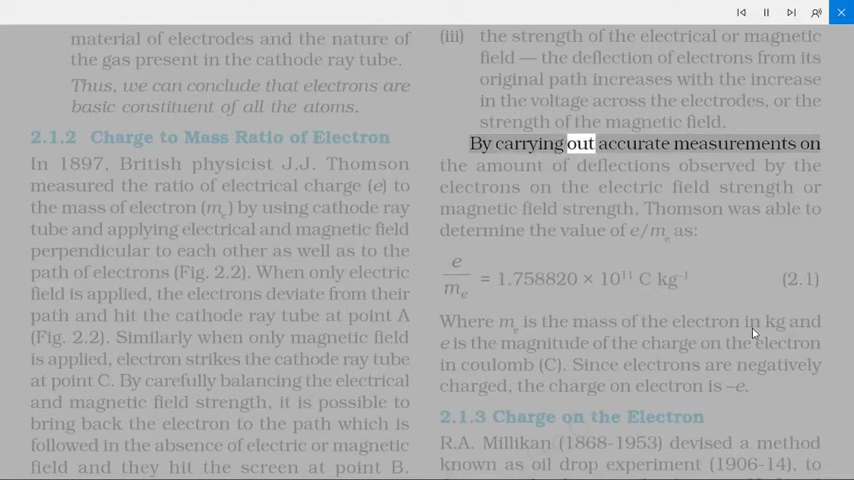 material of electrodes and the nature of
the gas present in the cathode ray tube.
Thus, we can conclude that electrons are
basic constituent of all the atoms.
2.1.2 Charge to Mass Ratio of Electron
In 1897, British physicist J.J. Thomson
measured the ratio of electrical charge (e) to
the mass of electron (mₑ) by using cathode ray
tube and applying electrical and magnetic field
perpendicular to each other as well as to the
path of electrons (Fig. 2.2). When only electric
field is applied, the electrons deviate from their
path and hit the cathode ray tube at point A
(Fig. 2.2). Similarly when only magnetic field
is applied, electron strikes the cathode ray tube
at point C. By carefully balancing the electrical
and magnetic field strength, it is possible to
bring back the electron to the path which is
followed in the absence of electric or magnetic
field and they hit the screen at point B.
(iii) the strength of the electrical or magnetic
field — the deflection of electrons from its
original path increases with the increase
in the voltage across the electrodes, or the
strength of the magnetic field.
By carrying out accurate measurements on
the amount of deflections observed by the
electrons on the electric field strength or
magnetic field strength, Thomson was able to
determine the value of e/mₑ as:
e/mₑ = 1.758820 × 10¹¹ C kg⁻¹ (2.1)
Where mₑ is the mass of the electron in kg and
e is the magnitude of the charge on the electron
in coulomb (C). Since electrons are negatively
charged, the charge on electron is –e.
2.1.3 Charge on the Electron
R.A. Millikan (1868-1953) devised a method
known as oil drop experiment (1906-14), to